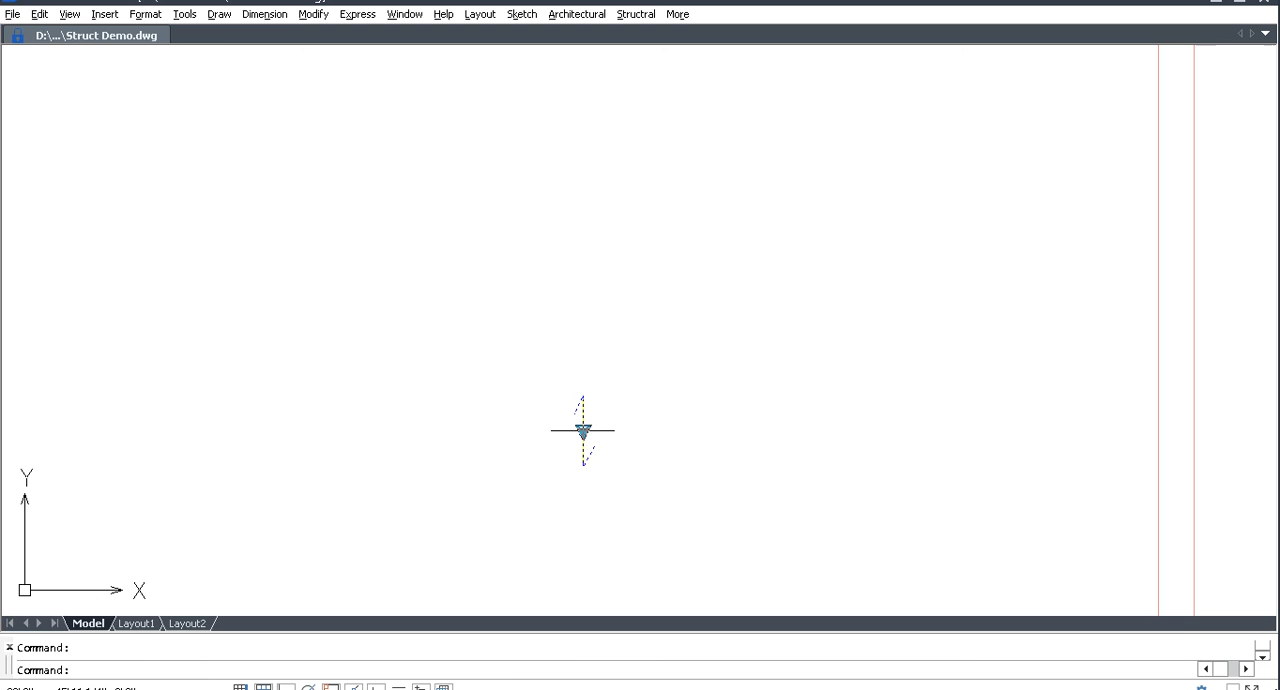 File Edit View Insert Format Tools Draw Dimension Modify Express Window Help Layout Sketch Architectural Structral More
D:\...\Struct Demo.dwg
Y
X
Model Layout1 Layout2
Command:
Command: